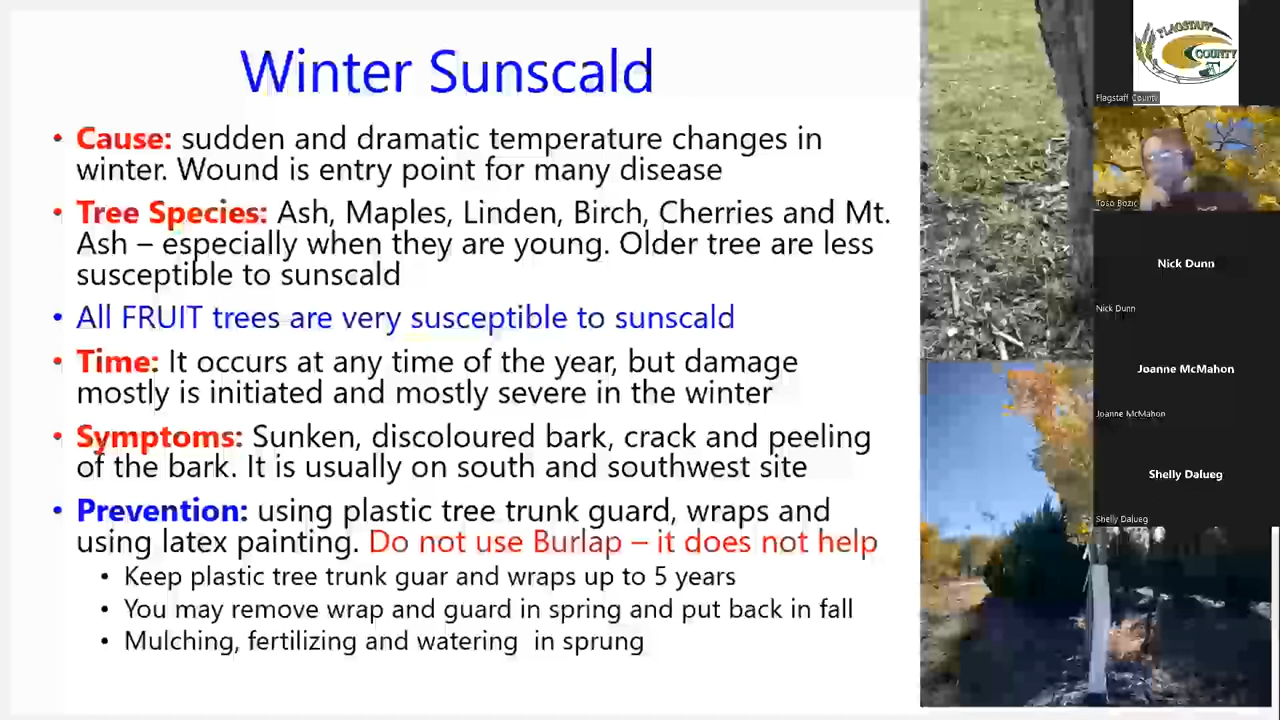 Winter Sunscald
• Cause: sudden and dramatic temperature changes in
winter. Wound is entry point for many disease
• Tree Species: Ash, Maples, Linden, Birch, Cherries and Mt.
Ash – especially when they are young. Older tree are less
susceptible to sunscald
• All FRUIT trees are very susceptible to sunscald
• Time: It occurs at any time of the year, but damage
mostly is initiated and mostly severe in the winter
• Symptoms: Sunken, discoloured bark, crack and peeling
of the bark. It is usually on south and southwest site
• Prevention: using plastic tree trunk guard, wraps and
using latex painting. Do not use Burlap – it does not help
• Keep plastic tree trunk guar and wraps up to 5 years
• You may remove wrap and guard in spring and put back in fall
• Mulching, fertilizing and watering in sprung
FLAGSTAFF
COUNTY
Flagstaff County
Toso Bozic
Nick Dunn
Nick Dunn
Joanne McMahon
Joanne McMahon
Shelly Dalueg
Shelly Dalueg